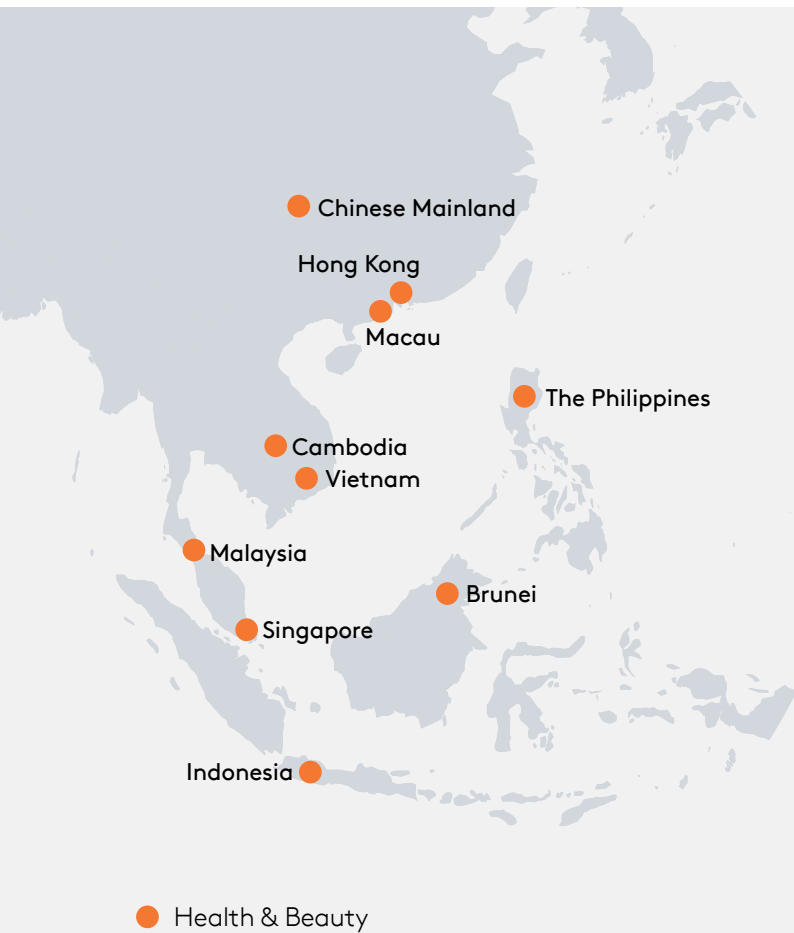 Chinese Mainland
Hong Kong
Macau
The Philippines
Cambodia
Vietnam
Malaysia
Brunei
Singapore
Indonesia
Health & Beauty